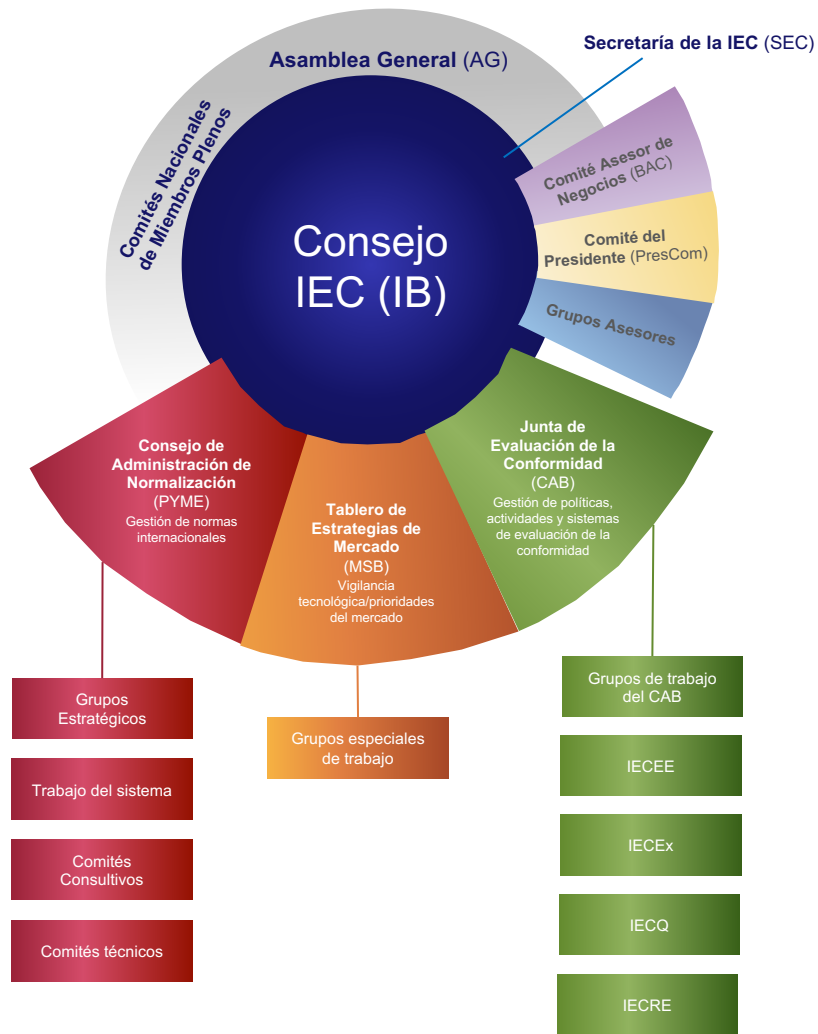 Secretaría de la IEC (SEC)
Asamblea General (AG)
Comités Nacionales
de Miembros Plenos
Comité Asesor de
Negocios (BAC)
Comité del
Presidente (PresCom)
Grupos Asesores
Consejo
IEC (IB)
Consejo de
Administración de
Normalización
(PYME)
Gestión de normas
internacionales
Tablero de
Estrategias de
Mercado
(MSB)
Vigilancia
tecnológica/prioridades
del mercado
Junta de
Evaluación de la
Conformidad
(CAB)
Gestión de políticas,
actividades y sistemas
de evaluación de la
conformidad
Grupos
Estratégicos
Trabajo del sistema
Comités
Consultivos
Comités técnicos
Grupos especiales
de trabajo
Grupos de trabajo
del CAB
IECEE
IECEx
IECQ
IECRE